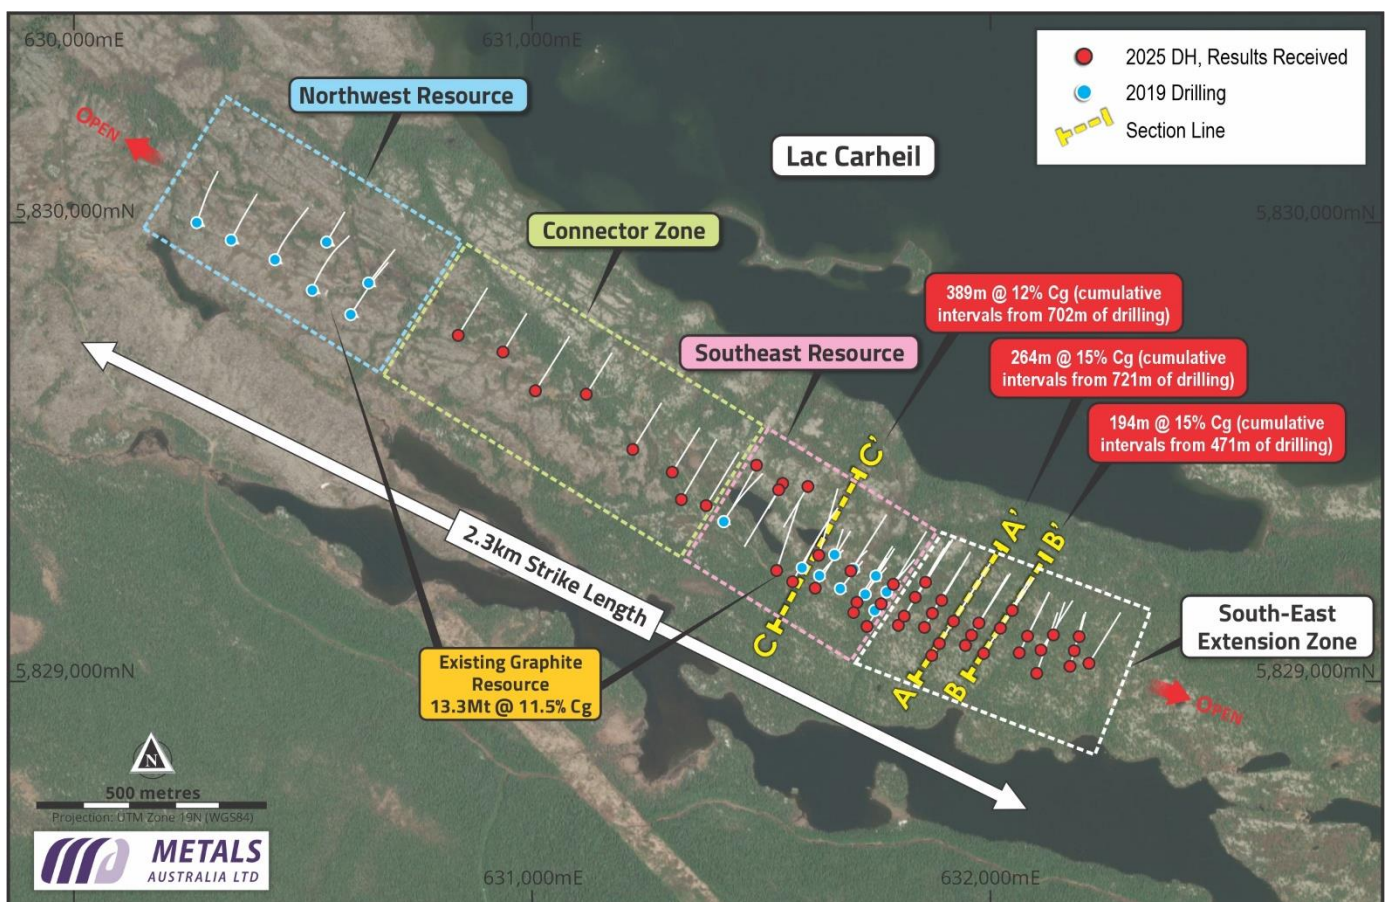 630,000mE
631,000mE
2025 DH, Results Received
2019 Drilling
Section Line
Northwest Resource
OPEN
Lac Carheil
5,830,000mN
5,830,000mN
Connector Zone
389m @ 12% Cg (cumulative
intervals from 702m of drilling)
Southeast Resource
264m @ 15% Cg (cumulative
intervals from 721m of drilling)
194m @ 15% Cg (cumulative
intervals from 471m of drilling)
C'
A'
B'
2.3km Strike Length
South-East
Extension Zone
C
A
B
Existing Graphite
Resource
13.3Mt @ 11.5% Cg
5,829,000mN
5,829,000mN
OPEN
N
500 metres
Projection: UTM Zone 19N (WGS84)
METALS
AUSTRALIA LTD
631,000mE
632,000mE